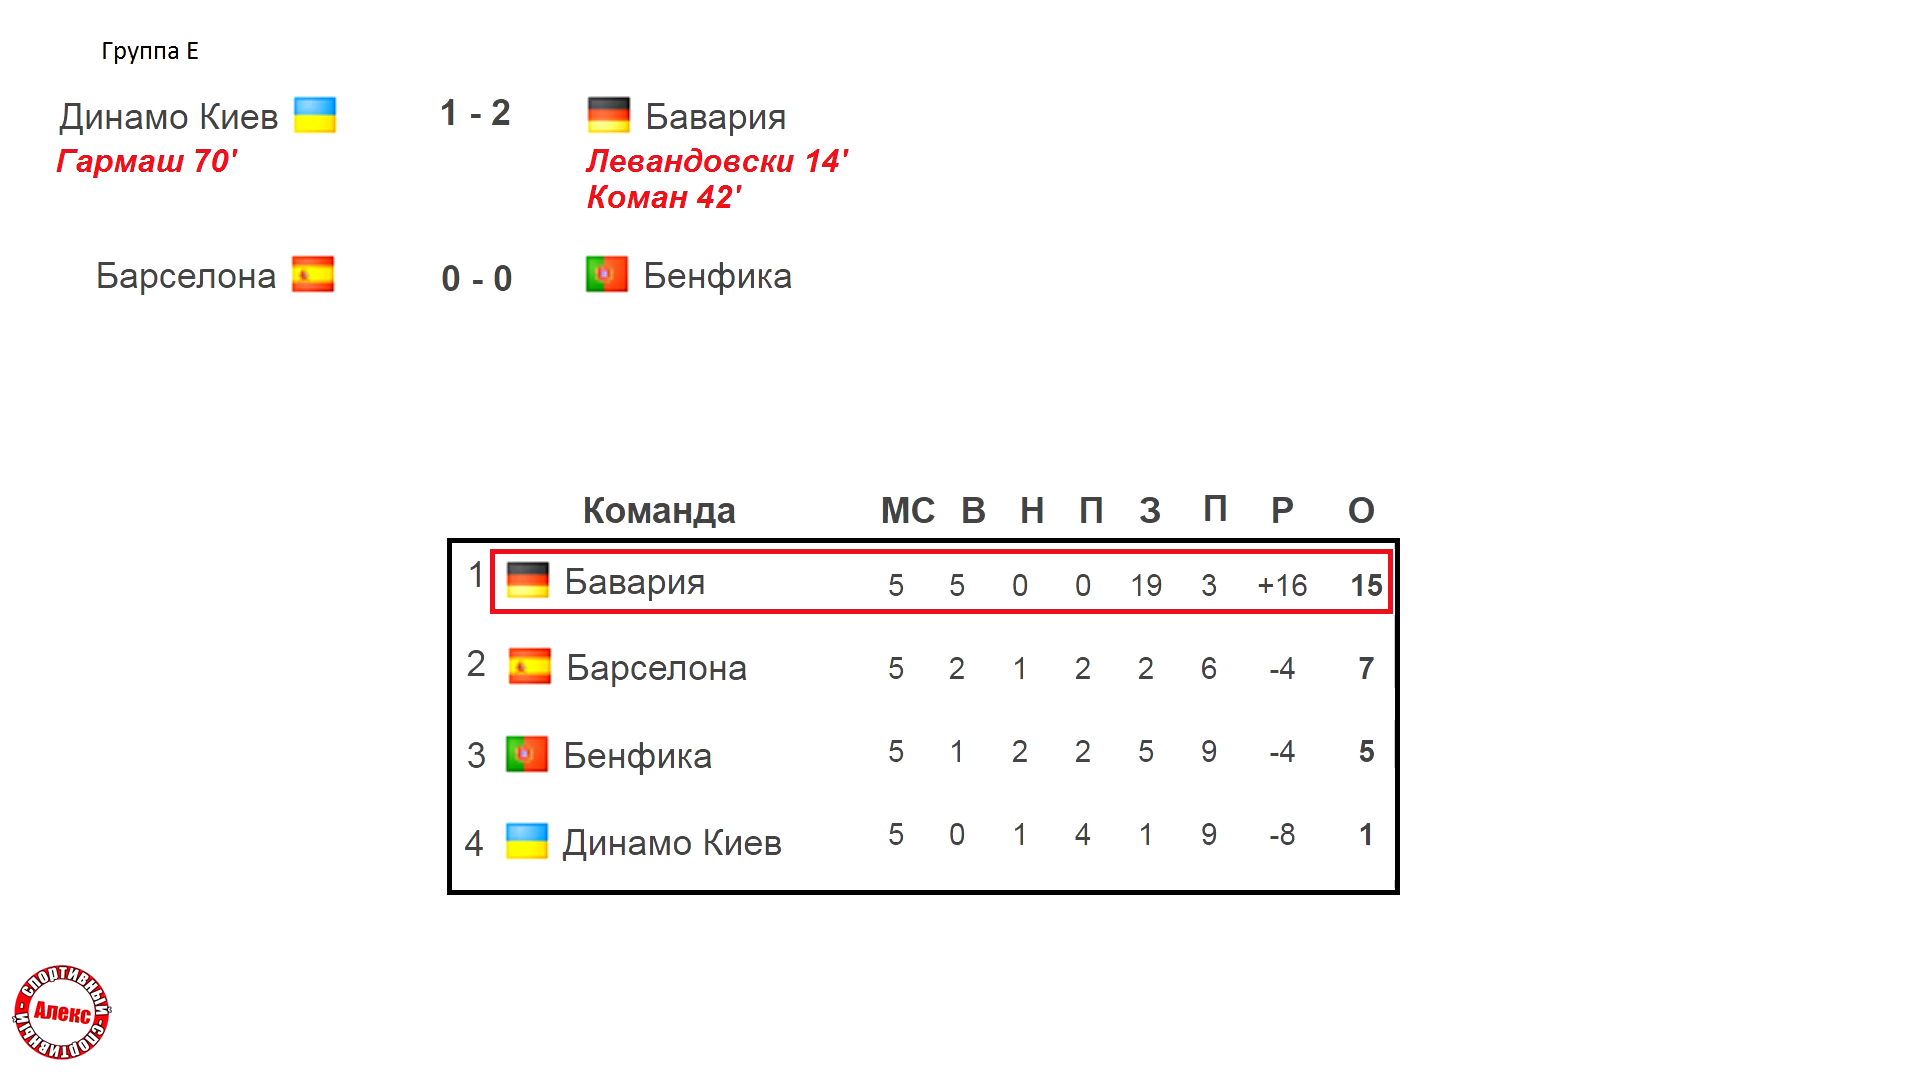 Группа Е
Динамо Киев 1 - 2 Бавария
Гармаш 70' Левандовски 14'
Коман 42'
Барселона 0 - 0 Бенфика
Команда МС В Н П З П Р О
1 Бавария 5 5 0 0 19 3 +16 15
2 Барселона 5 2 1 2 2 6 -4 7
3 Бенфика 5 1 2 2 5 9 -4 5
4 Динамо Киев 5 0 1 4 1 9 -8 1
СПОРТИВНЫЙ
Алекс
СПОРТИВНЫЙ